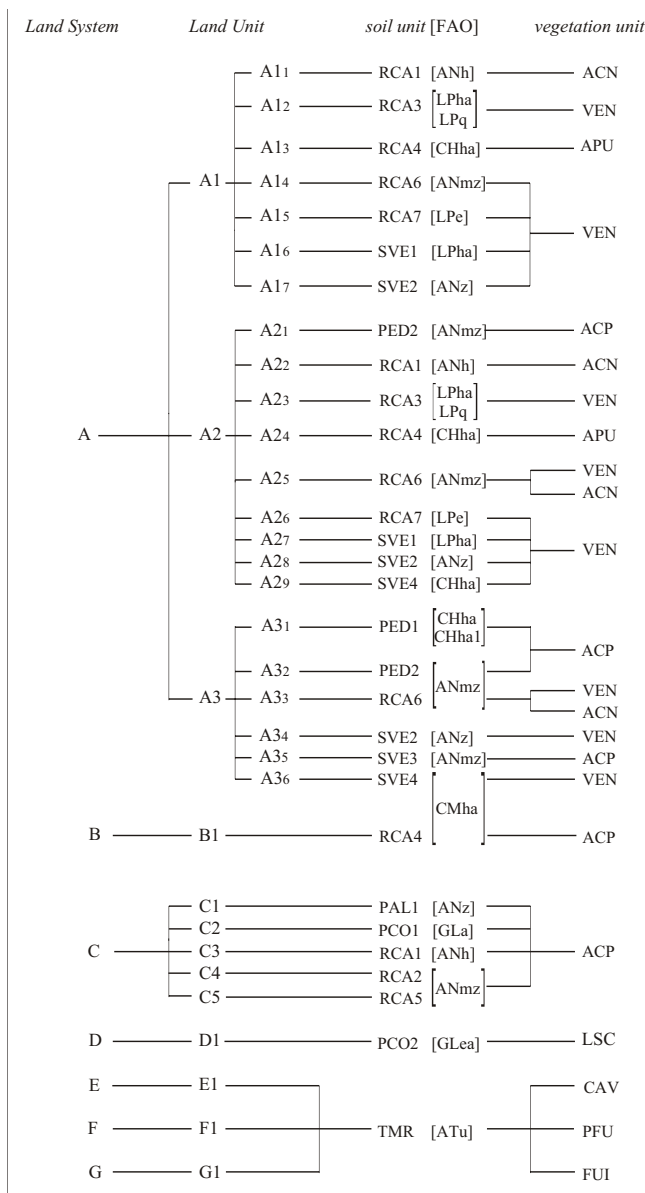 Land System Land Unit soil unit [FAO] vegetation unit
A11 RCA1 [ANh] ACN
A12 RCA3 [LPha LPq] VEN
A13 RCA4 [CHha] APU
A1 A14 RCA6 [ANmz]
A15 RCA7 [LPe] VEN
A16 SVE1 [LPha]
A17 SVE2 [ANz]
A21 PED2 [ANmz] ACP
A22 RCA1 [ANh] ACN
A23 RCA3 [LPha LPq] VEN
A A2 A24 RCA4 [CHha] APU
VEN
A25 RCA6 [ANmz]
ACN
A26 RCA7 [LPe]
A27 SVE1 [LPha] VEN
A28 SVE2 [ANz]
A29 SVE4 [CHha]
A31 PED1 [CHha CHha1]
ACP
A32 PED2
[ANmz]
A3 A33 RCA6 VEN
ACN
A34 SVE2 [ANz] VEN
A35 SVE3 [ANmz] ACP
A36 SVE4 VEN
[CMha]
B B1 RCA4 ACP
C1 PAL1 [ANz]
C2 PCO1 [GLa]
C C3 RCA1 [ANh] ACP
C4 RCA2
[ANmz]
C5 RCA5
D D1 PCO2 [GLea] LSC
E E1 CAV
F F1 TMR [ATu] PFU
G G1 FUI